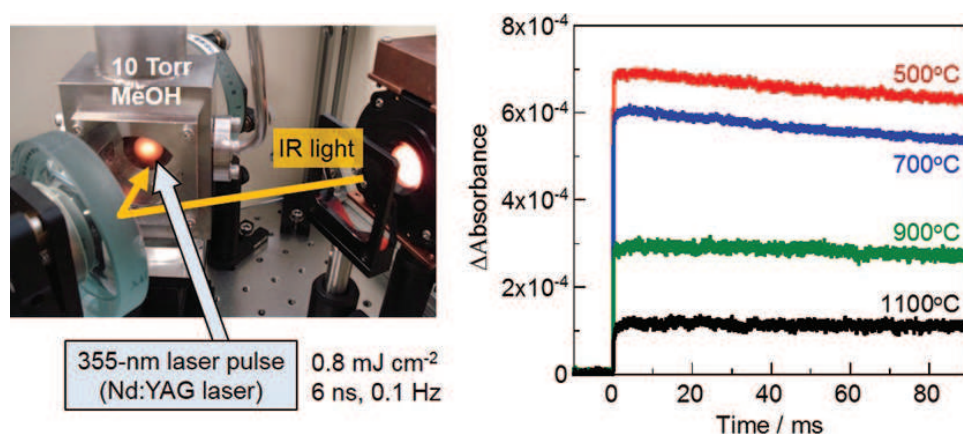 10 Torr
MeOH
IR light
355-nm laser pulse
(Nd:YAG laser)
0.8 mJ cm⁻²
6 ns, 0.1 Hz
8x10⁻⁴
6x10⁻⁴
4x10⁻⁴
2x10⁻⁴
0
ΔAbsorbance
500°C
700°C
900°C
1100°C
0
20
40
60
80
Time / ms